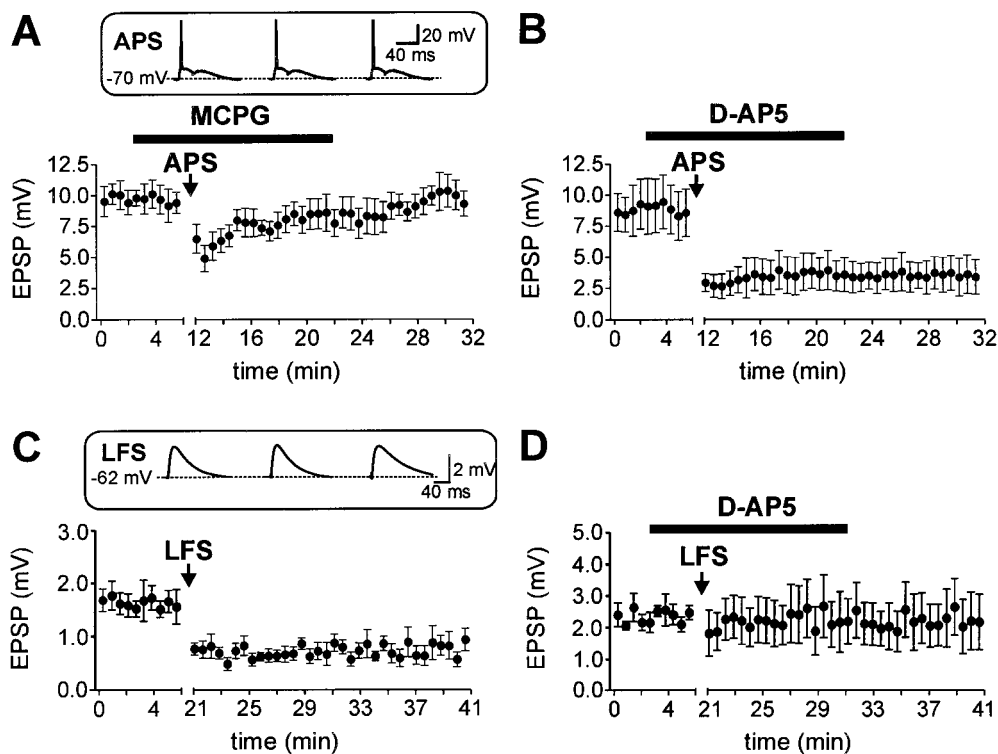 A
APS
20 mV
40 ms
-70 mV
MCPG
APS
12.5
10.0
7.5
5.0
2.5
0.0
EPSP (mV)
0 4 12 16 20 24 28 32
time (min)
B
D-AP5
APS
12.5
10.0
7.5
5.0
2.5
0.0
EPSP (mV)
0 4 12 16 20 24 28 32
time (min)
C
LFS
2 mV
40 ms
-62 mV
LFS
3.0
2.0
1.0
0.0
EPSP (mV)
0 4 21 25 29 33 37 41
time (min)
D
D-AP5
LFS
5.0
4.0
3.0
2.0
1.0
0.0
EPSP (mV)
0 4 21 25 29 33 37 41
time (min)